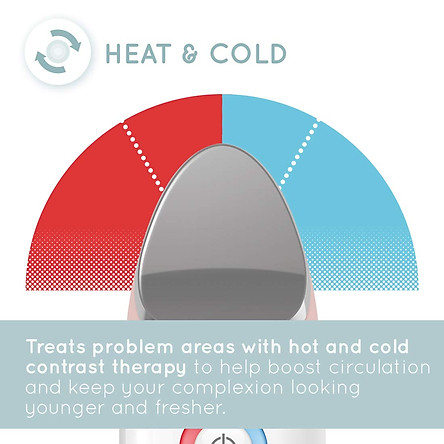 HEAT & COLD
Treats problem areas with hot and cold
contrast therapy to help boost circulation
and keep your complexion looking
younger and fresher.